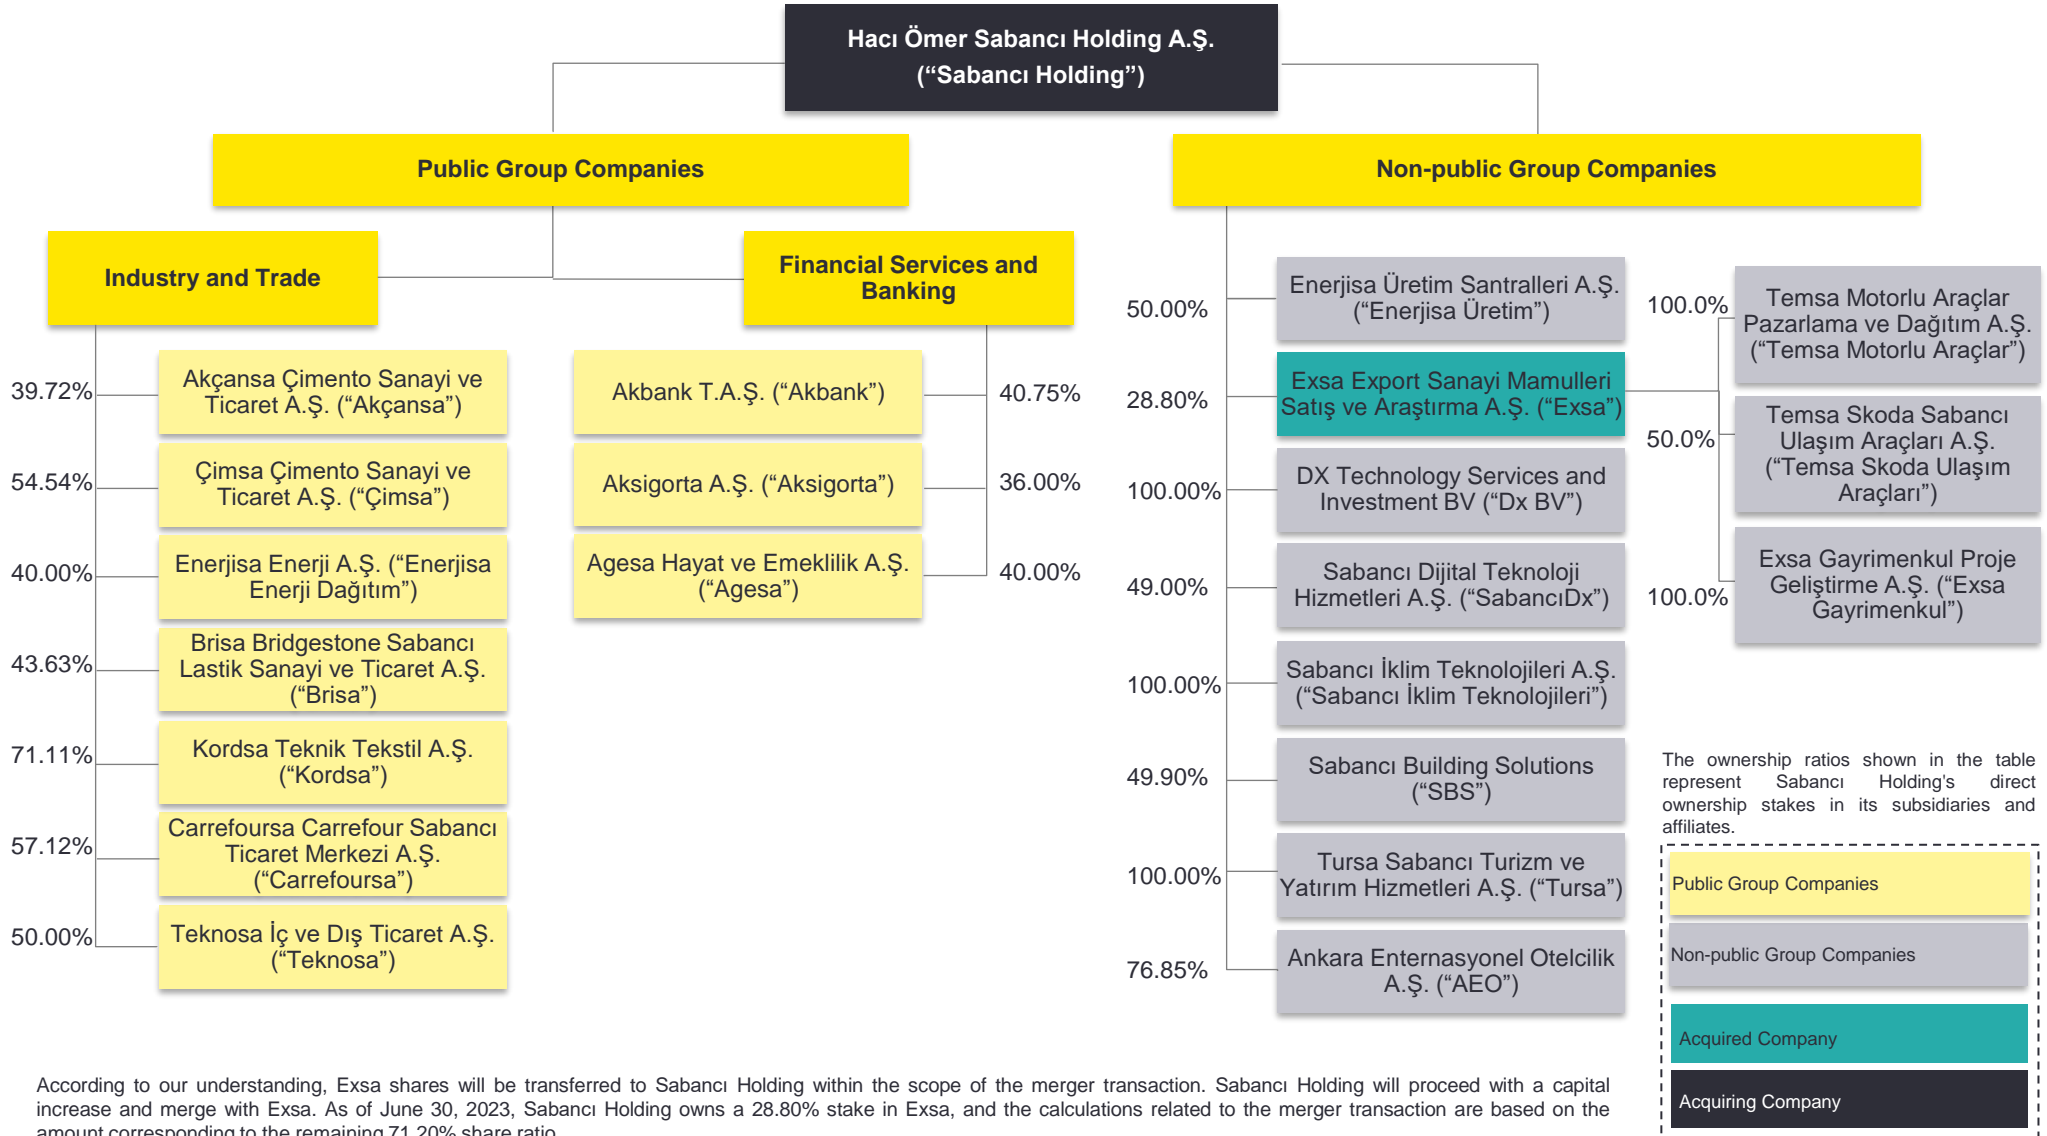 Hacı Ömer Sabancı Holding A.Ş.
(“Sabancı Holding”)
Public Group Companies
Non-public Group Companies
Industry and Trade
Financial Services and
Banking
39.72%
Akçansa Çimento Sanayi ve
Ticaret A.Ş. (“Akçansa”)
54.54%
Çimsa Çimento Sanayi ve
Ticaret A.Ş. (“Çimsa”)
40.00%
Enerjisa Enerji A.Ş. (“Enerjisa
Enerji Dağıtım”)
43.63%
Brisa Bridgestone Sabancı
Lastik Sanayi ve Ticaret A.Ş.
(“Brisa”)
71.11%
Kordsa Teknik Tekstil A.Ş.
(“Kordsa”)
57.12%
Carrefoursa Carrefour Sabancı
Ticaret Merkezi A.Ş.
(“Carrefoursa”)
50.00%
Teknosa İç ve Dış Ticaret A.Ş.
(“Teknosa”)
Akbank T.A.Ş. (“Akbank”)
40.75%
Aksigorta A.Ş. (“Aksigorta”)
36.00%
Agesa Hayat ve Emeklilik A.Ş.
(“Agesa”)
40.00%
50.00%
Enerjisa Üretim Santralleri A.Ş.
(“Enerjisa Üretim”)
28.80%
Exsa Export Sanayi Mamulleri
Satış ve Araştırma A.Ş. (“Exsa”)
100.00%
DX Technology Services and
Investment BV (“Dx BV”)
49.00%
Sabancı Dijital Teknoloji
Hizmetleri A.Ş. (“SabancıDx”)
100.00%
Sabancı İklim Teknolojileri A.Ş.
(“Sabancı İklim Teknolojileri”)
49.90%
Sabancı Building Solutions
(“SBS”)
100.00%
Tursa Sabancı Turizm ve
Yatırım Hizmetleri A.Ş. (“Tursa”)
76.85%
Ankara Enternasyonel Otelcilik
A.Ş. (“AEO”)
100.0%
Temsa Motorlu Araçlar
Pazarlama ve Dağıtım A.Ş.
(“Temsa Motorlu Araçlar”)
50.0%
Temsa Skoda Sabancı
Ulaşım Araçları A.Ş.
(“Temsa Skoda Ulaşım
Araçları”)
100.0%
Exsa Gayrimenkul Proje
Geliştirme A.Ş. (“Exsa
Gayrimenkul”)
The ownership ratios shown in the table
represent Sabancı Holding's direct
ownership stakes in its subsidiaries and
affiliates.
Public Group Companies
Non-public Group Companies
Acquired Company
Acquiring Company
According to our understanding, Exsa shares will be transferred to Sabancı Holding within the scope of the merger transaction. Sabancı Holding will proceed with a capital
increase and merge with Exsa. As of June 30, 2023, Sabancı Holding owns a 28.80% stake in Exsa, and the calculations related to the merger transaction are based on the
amount corresponding to the remaining 71.20% share ratio